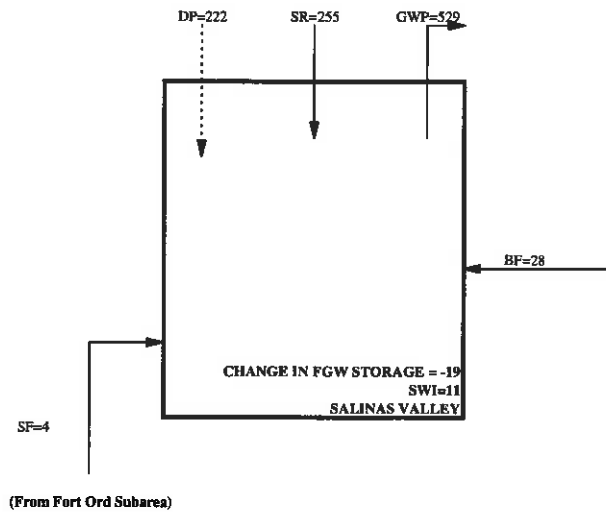 DP=222 SR=255 GWP=529
BF=28
CHANGE IN FGW STORAGE = -19
SWI=11
SALINAS VALLEY
SF=4
(From Fort Ord Subarea)